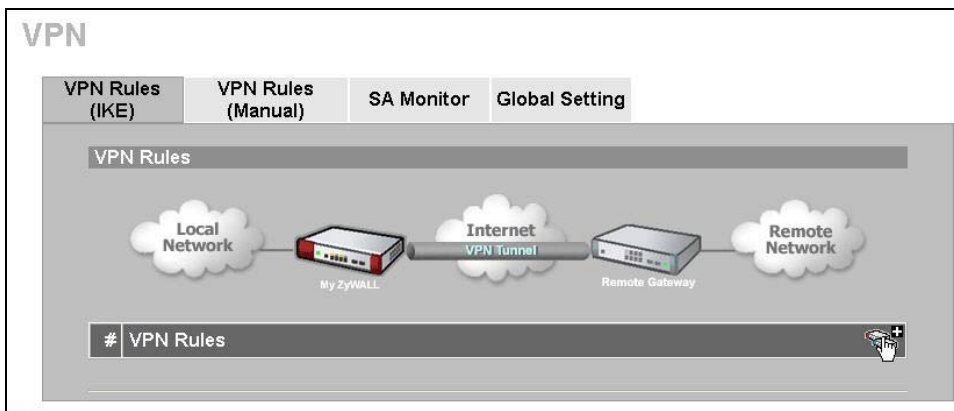 VPN
VPN Rules
(IKE)
VPN Rules
(Manual)
SA Monitor
Global Setting
VPN Rules
Local
Network
Internet
VPN Tunnel
Remote
Network
My ZyWALL
Remote Gateway
# VPN Rules